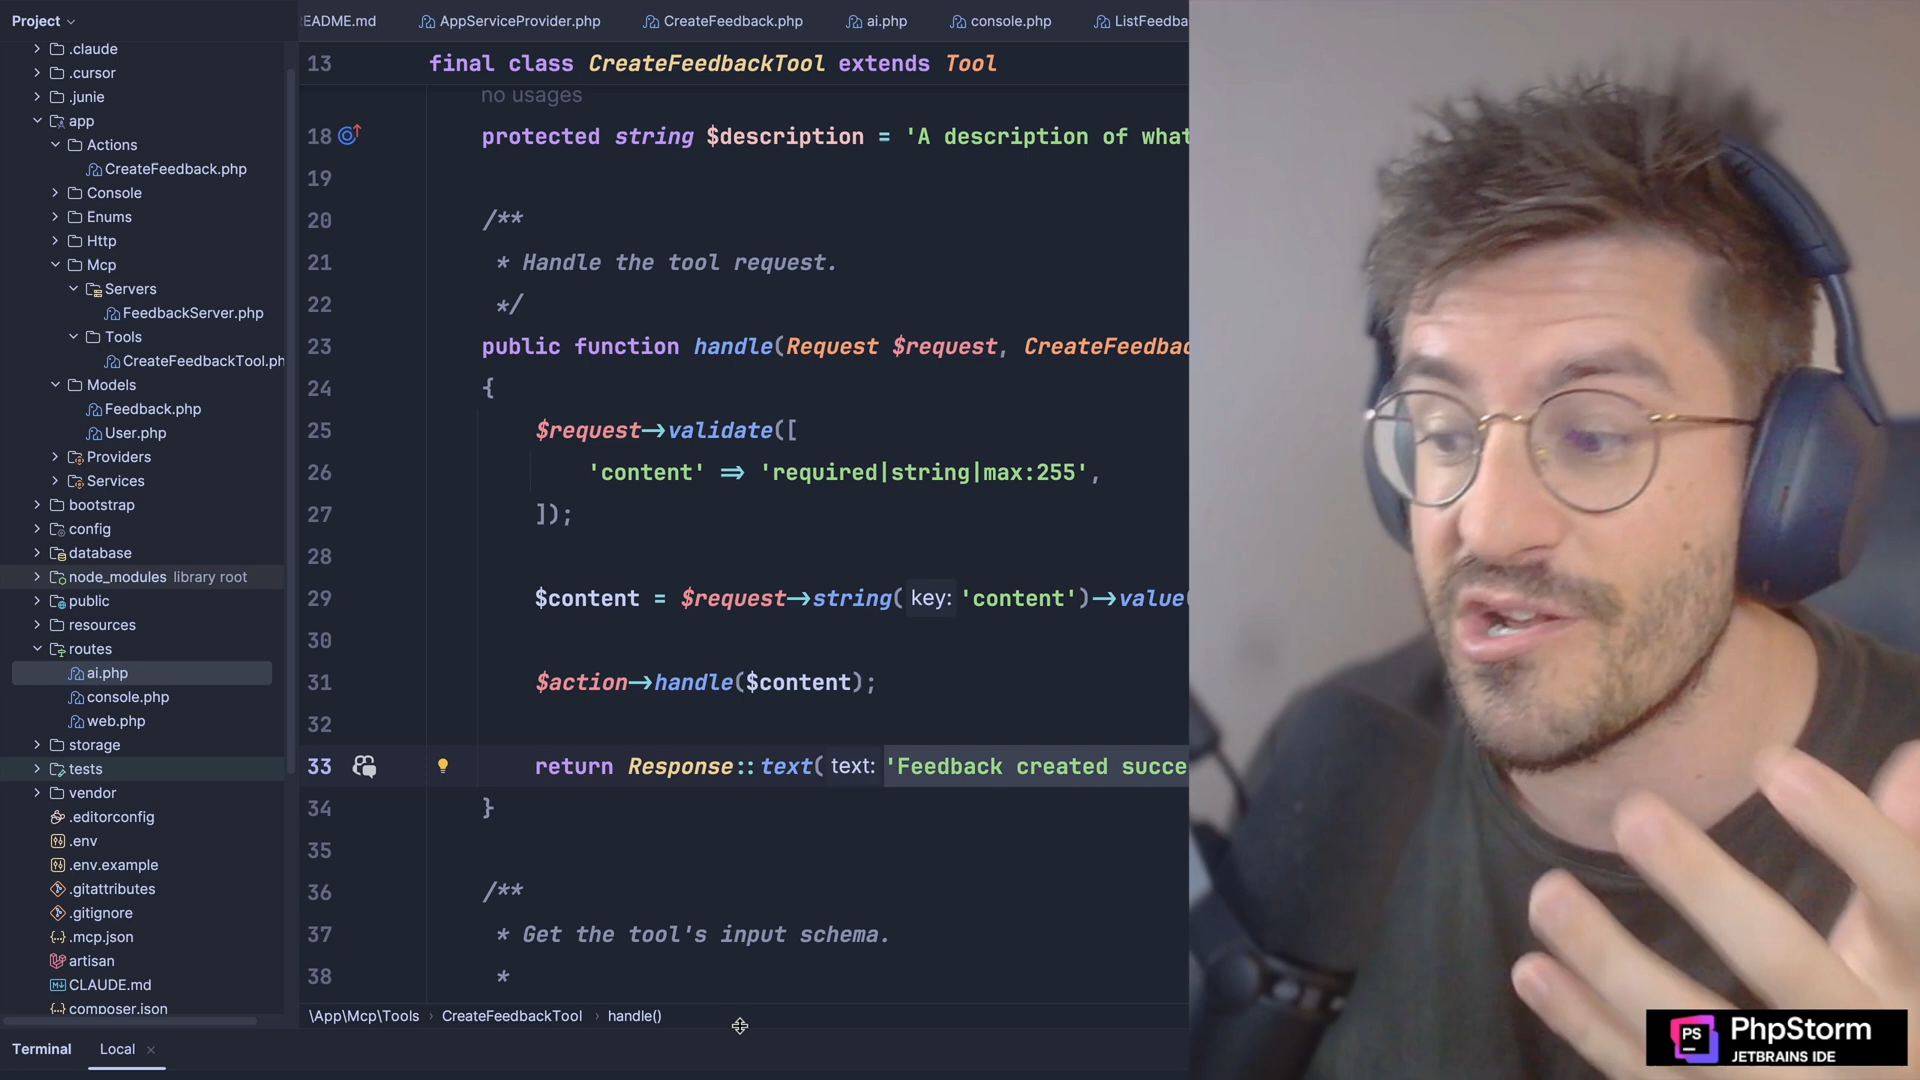 Project
.claude
.cursor
.junie
app
Actions
CreateFeedback.php
Console
Enums
Http
Mcp
Servers
FeedbackServer.php
Tools
CreateFeedbackTool.ph
Models
Feedback.php
User.php
Providers
Services
bootstrap
config
database
node_modules library root
public
resources
routes
ai.php
console.php
web.php
storage
tests
vendor
.editorconfig
.env
.env.example
.gitattributes
.gitignore
.mcp.json
artisan
CLAUDE.md
composer.json
EADME.md AppServiceProvider.php CreateFeedback.php ai.php console.php ListFeedba
13 final class CreateFeedbackTool extends Tool
no usages
18 protected string $description = 'A description of what
19
20 /**
21 * Handle the tool request.
22 */
23 public function handle(Request $request, CreateFeedbac
24 {
25 $request->validate([
26 'content' => 'required|string|max:255',
27 ]);
28
29 $content = $request->string( key: 'content')->value(
30
31 $action->handle($content);
32
33 return Response::text( text: 'Feedback created succe
34 }
35
36 /**
37 * Get the tool's input schema.
38 *
\App\Mcp\Tools › CreateFeedbackTool › handle()
Terminal Local ×
PS PhpStorm
JETBRAINS IDE